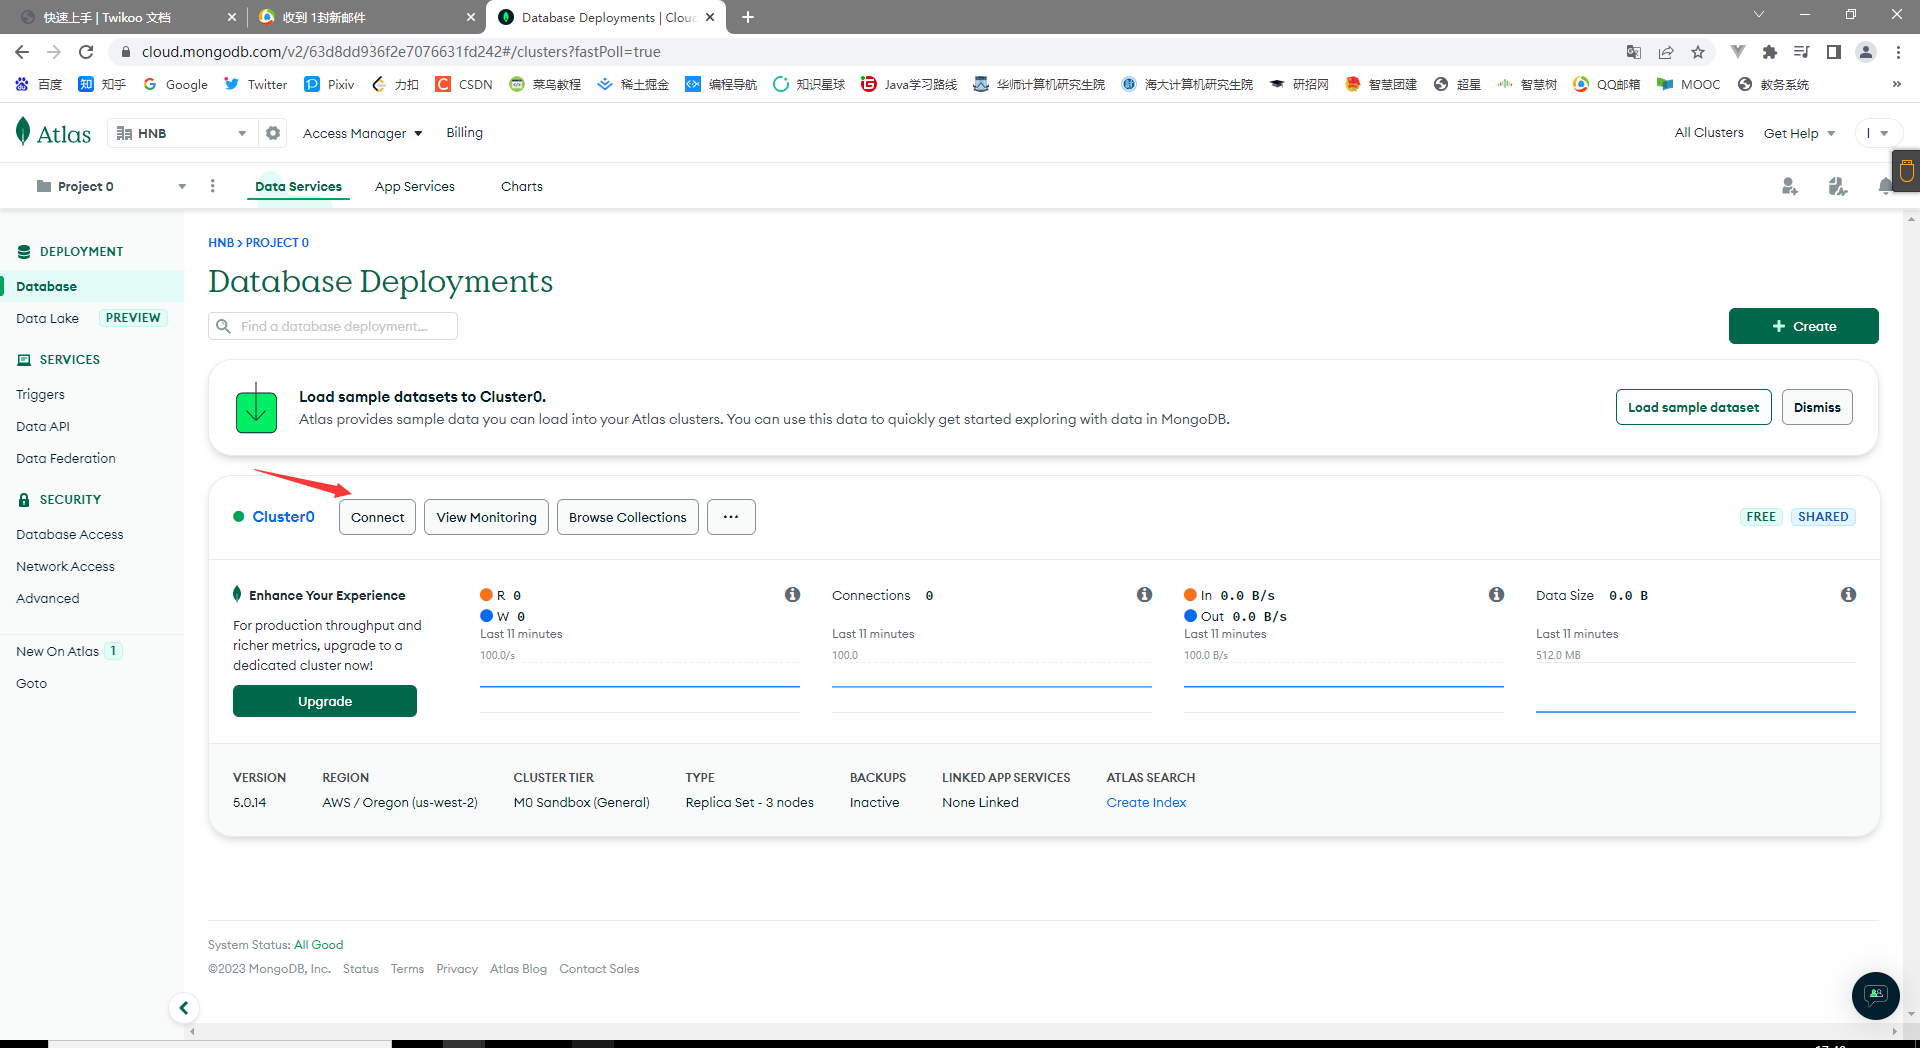 快速上手 | Twikoo 文档
收到 1封新邮件
Database Deployments | Clou
cloud.mongodb.com/v2/63d8dd936f2e7076631fd242#/clusters?fastPoll=true
百度 知乎 Google Twitter Pixiv 力扣 CSDN 菜鸟教程 稀土掘金 编程导航 知识星球 Java学习路线 华师计算机研究生院 海大计算机研究生院 研招网 智慧团建 超星 智慧树 QQ邮箱 MOOC 教务系统 »
Atlas HNB Access Manager Billing All Clusters Get Help I
Project 0 Data Services App Services Charts
DEPLOYMENT
Database
Data Lake PREVIEW
SERVICES
Triggers
Data API
Data Federation
SECURITY
Database Access
Network Access
Advanced
New On Atlas 1
Goto
HNB > PROJECT 0
Database Deployments
Find a database deployment...
+ Create
Load sample datasets to Cluster0.
Atlas provides sample data you can load into your Atlas clusters. You can use this data to quickly get started exploring with data in MongoDB.
Load sample dataset Dismiss
Cluster0 Connect View Monitoring Browse Collections ... FREE SHARED
Enhance Your Experience
For production throughput and
richer metrics, upgrade to a
dedicated cluster now!
Upgrade
R 0
W 0
Last 11 minutes
100.0/s
Connections 0
Last 11 minutes
100.0
In 0.0 B/s
Out 0.0 B/s
Last 11 minutes
100.0 B/s
Data Size 0.0 B
Last 11 minutes
512.0 MB
VERSION REGION CLUSTER TIER TYPE BACKUPS LINKED APP SERVICES ATLAS SEARCH
5.0.14 AWS / Oregon (us-west-2) M0 Sandbox (General) Replica Set - 3 nodes Inactive None Linked Create Index
System Status: All Good
©2023 MongoDB, Inc. Status Terms Privacy Atlas Blog Contact Sales